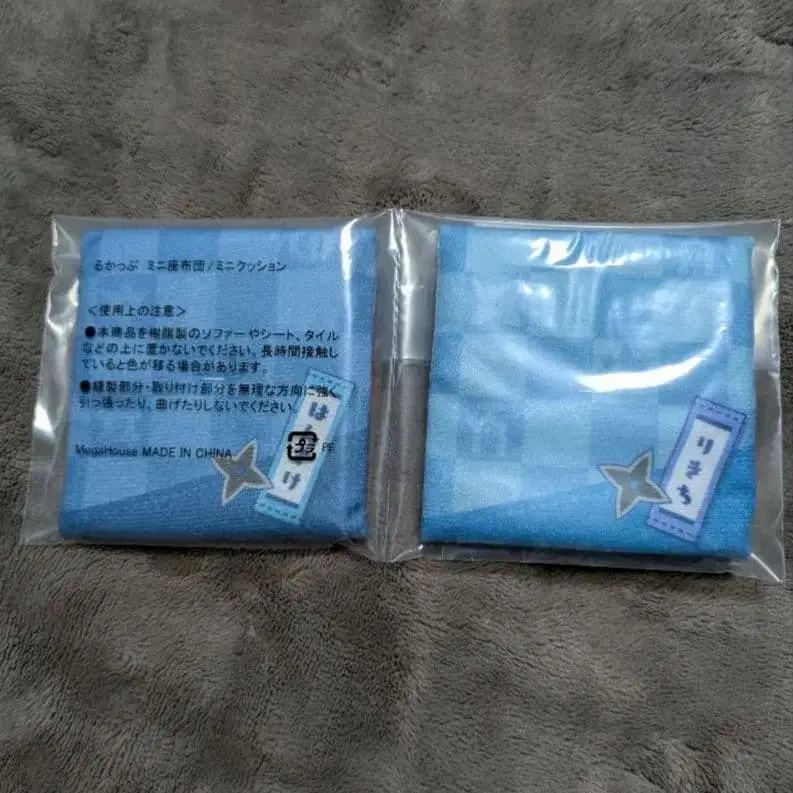 るかっぷ ミニ座布団/ミニクッション
<使用上の注意>
●本商品を樹脂製のソファーやシート、タイル
などの上に置かないでください。長時間接触し
ていると色が移る場合があります。
●縫製部分・取り付け部分を無理な方向に強く
引っ張ったり、曲げたりしないでください。
MegaHouse MADE IN CHINA
プラ PE
りきち